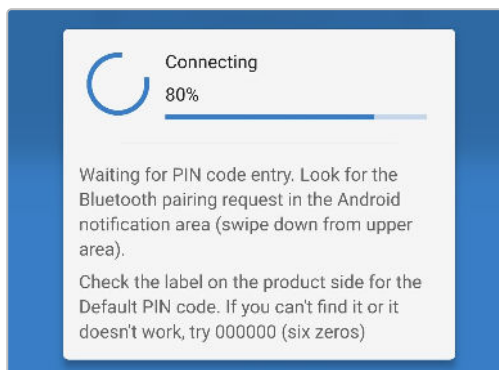 Connecting
80%
Waiting for PIN code entry. Look for the
Bluetooth pairing request in the Android
notification area (swipe down from upper
area).
Check the label on the product side for the
Default PIN code. If you can't find it or it
doesn't work, try 000000 (six zeros)